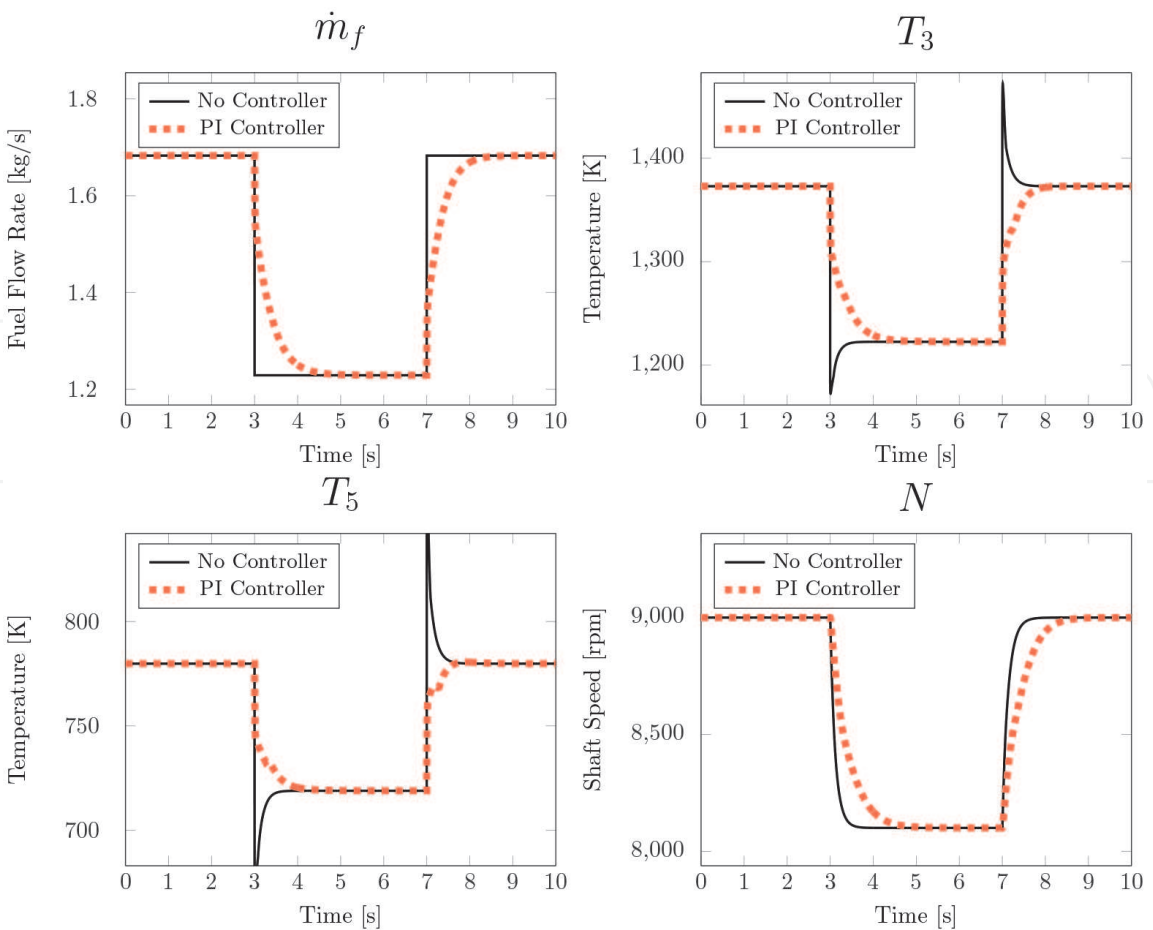 ṁ_f
No Controller
PI Controller
Fuel Flow Rate [kg/s]
1.8
1.6
1.4
1.2
0 1 2 3 4 5 6 7 8 9 10
Time [s]
T₃
No Controller
PI Controller
Temperature [K]
1,400
1,300
1,200
0 1 2 3 4 5 6 7 8 9 10
Time [s]
T₅
No Controller
PI Controller
Temperature [K]
800
750
700
0 1 2 3 4 5 6 7 8 9 10
Time [s]
N
No Controller
PI Controller
Shaft Speed [rpm]
9,000
8,500
8,000
0 1 2 3 4 5 6 7 8 9 10
Time [s]